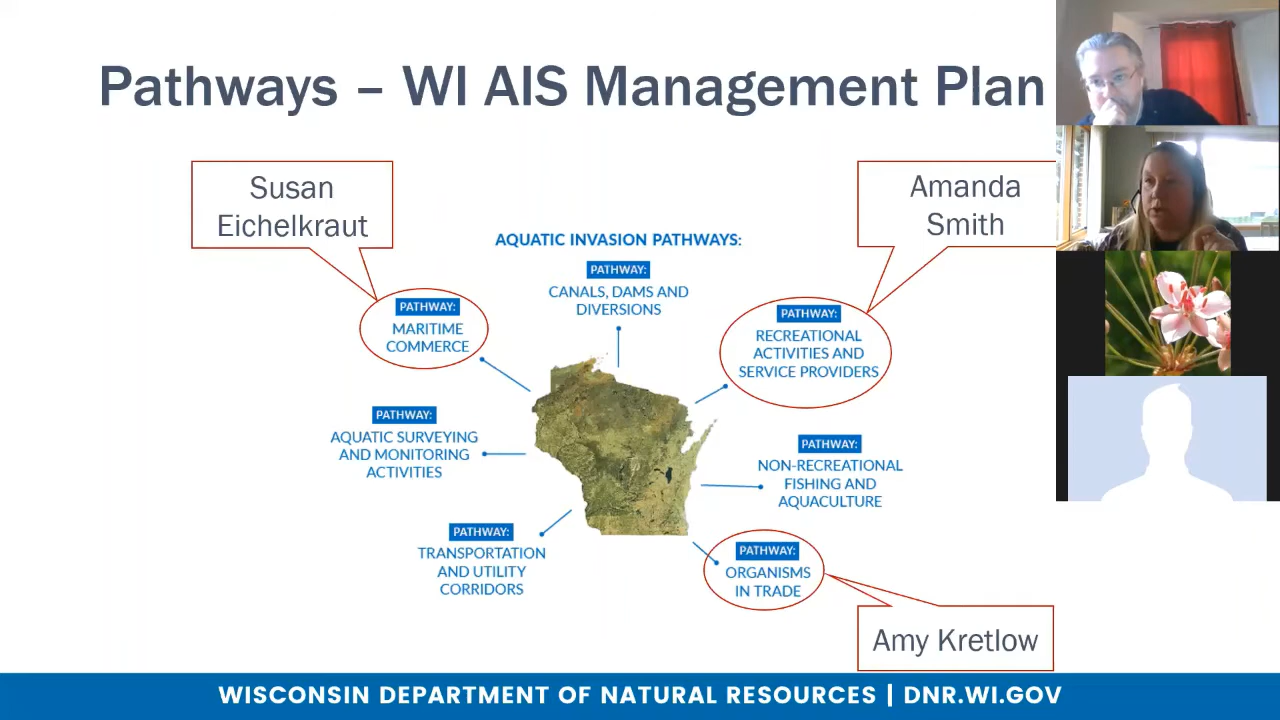 Pathways – WI AIS Management Plan
Susan
Eichelkraut
Amanda
Smith
AQUATIC INVASION PATHWAYS:
PATHWAY:
CANALS, DAMS AND
DIVERSIONS
PATHWAY:
MARITIME
COMMERCE
PATHWAY:
RECREATIONAL
ACTIVITIES AND
SERVICE PROVIDERS
PATHWAY:
AQUATIC SURVEYING
AND MONITORING
ACTIVITIES
PATHWAY:
NON-RECREATIONAL
FISHING AND
AQUACULTURE
PATHWAY:
TRANSPORTATION
AND UTILITY
CORRIDORS
PATHWAY:
ORGANISMS
IN TRADE
Amy Kretlow
WISCONSIN DEPARTMENT OF NATURAL RESOURCES | DNR.WI.GOV